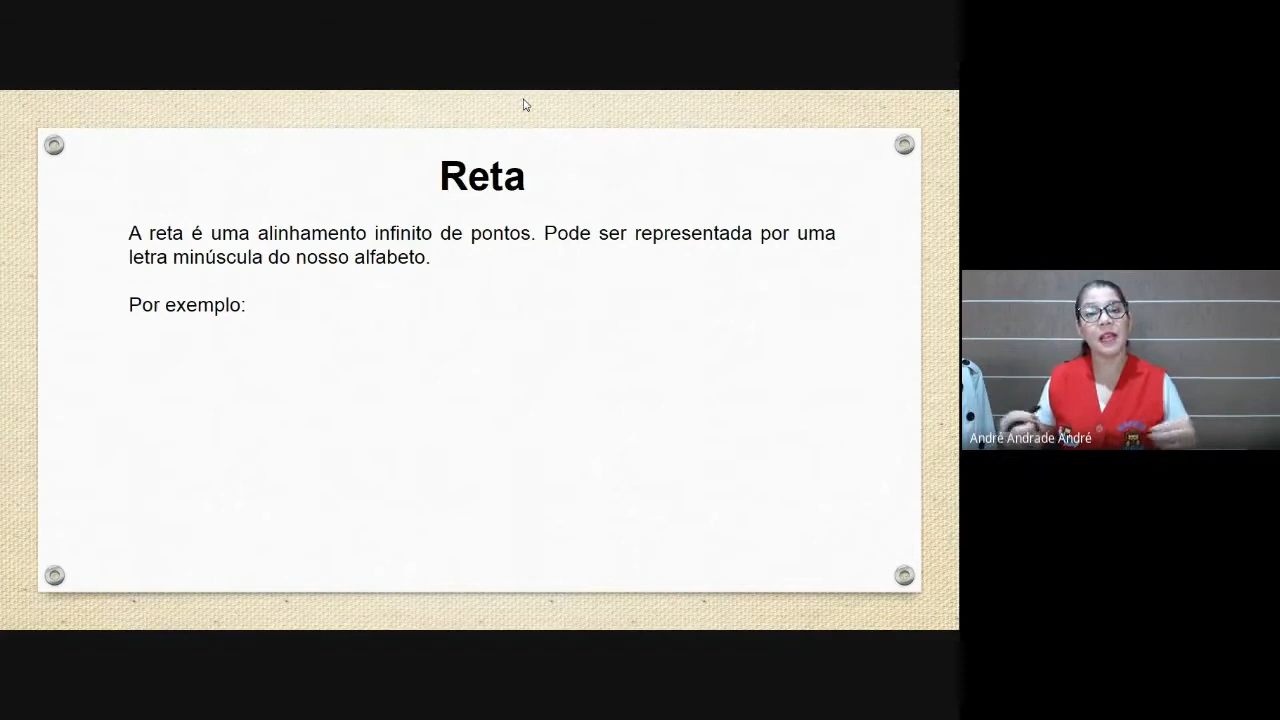 Reta
A reta é uma alinhamento infinito de pontos. Pode ser representada por uma
letra minúscula do nosso alfabeto.
Por exemplo:
André Andrade André